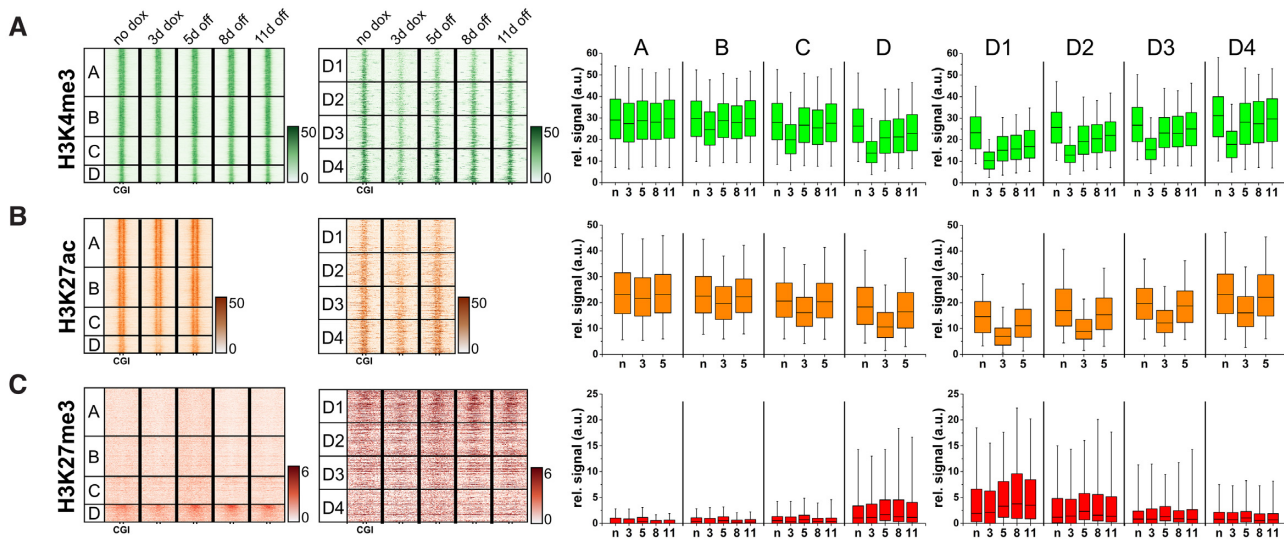 A
H3K4me3
no dox 3d dox 5d off 8d off 11d off
A
B
C
D
CGI
50
0
no dox 3d dox 5d off 8d off 11d off
D1
D2
D3
D4
CGI
50
0
A B C D
rel. signal (a.u.)
60
50
40
30
20
10
0
n 3 5 8 11 n 3 5 8 11 n 3 5 8 11 n 3 5 8 11
D1 D2 D3 D4
rel. signal (a.u.)
60
50
40
30
20
10
0
n 3 5 8 11 n 3 5 8 11 n 3 5 8 11 n 3 5 8 11
B
H3K27ac
A
B
C
D
CGI
50
0
D1
D2
D3
D4
CGI
50
0
rel. signal (a.u.)
50
40
30
20
10
0
n 3 5 n 3 5 n 3 5 n 3 5
rel. signal (a.u.)
50
40
30
20
10
0
n 3 5 n 3 5 n 3 5 n 3 5
C
H3K27me3
A
B
C
D
CGI
6
0
D1
D2
D3
D4
CGI
6
0
rel. signal (a.u.)
25
20
15
10
5
0
n 3 5 8 11 n 3 5 8 11 n 3 5 8 11 n 3 5 8 11
rel. signal (a.u.)
25
20
15
10
5
0
n 3 5 8 11 n 3 5 8 11 n 3 5 8 11 n 3 5 8 11